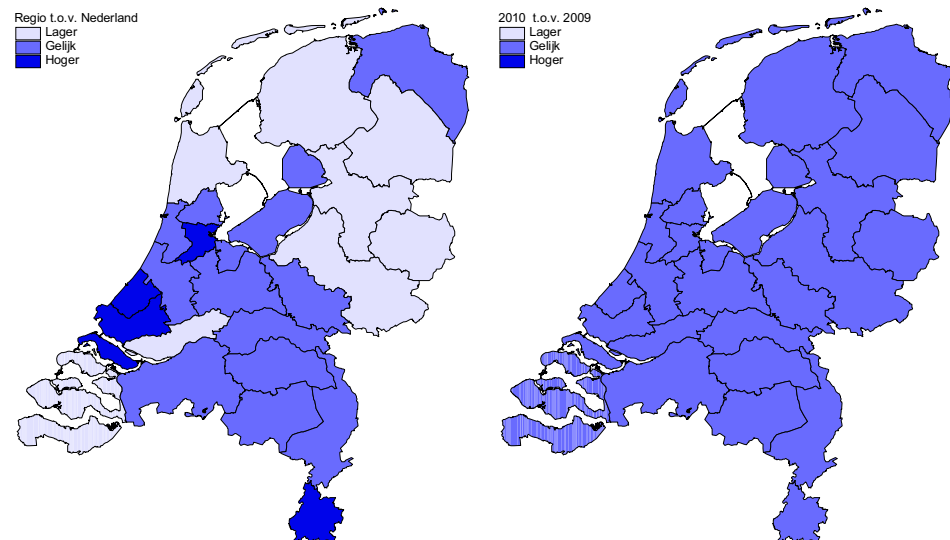 Regio t.o.v. Nederland
Lager
Gelijk
Hoger
2010 t.o.v. 2009
Lager
Gelijk
Hoger